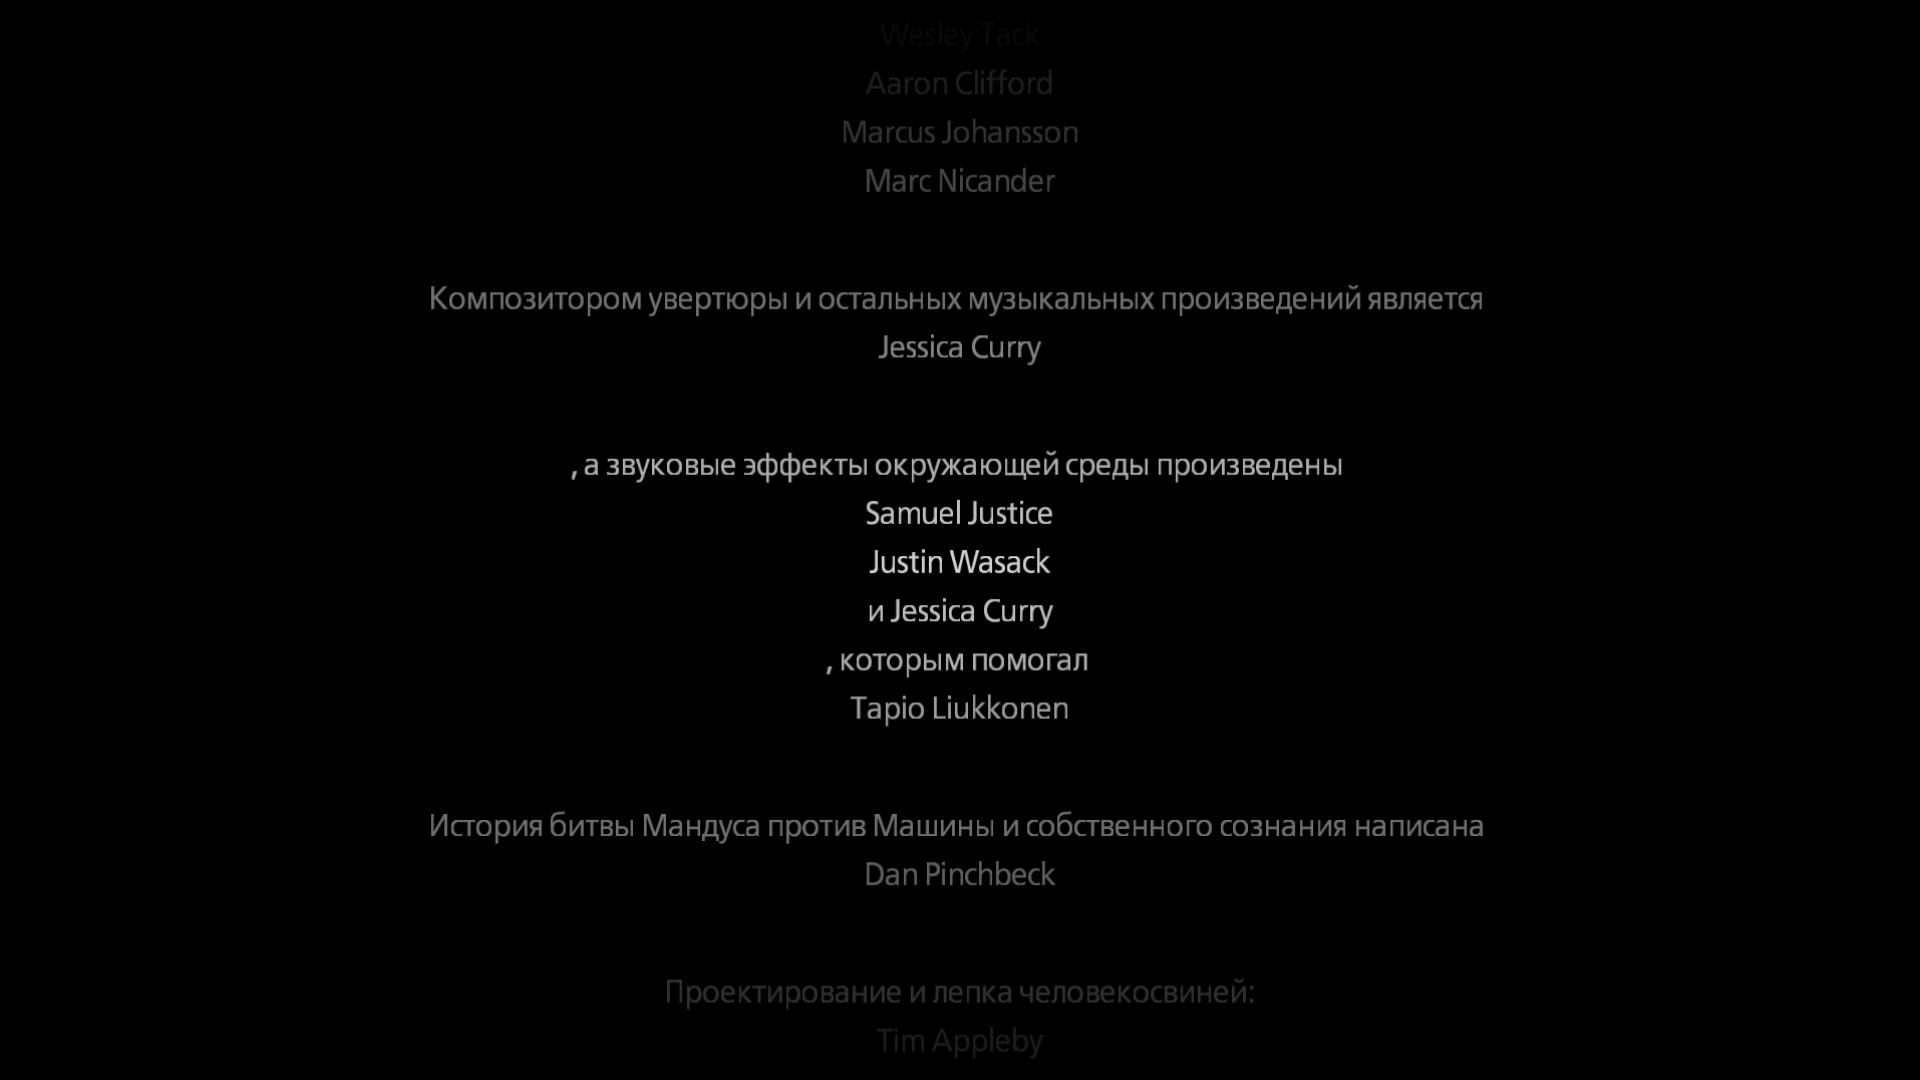 Wesley Tack
Aaron Clifford
Marcus Johansson
Marc Nicander
Композитором увертюры и остальных музыкальных произведений является
Jessica Curry
, а звуковые эффекты окружающей среды произведены
Samuel Justice
Justin Wasack
и Jessica Curry
, которым помогал
Tapio Liukkonen
История битвы Мандуса против Машины и собственного сознания написана
Dan Pinchbeck
Проектирование и лепка человекосвиней:
Tim Appleby